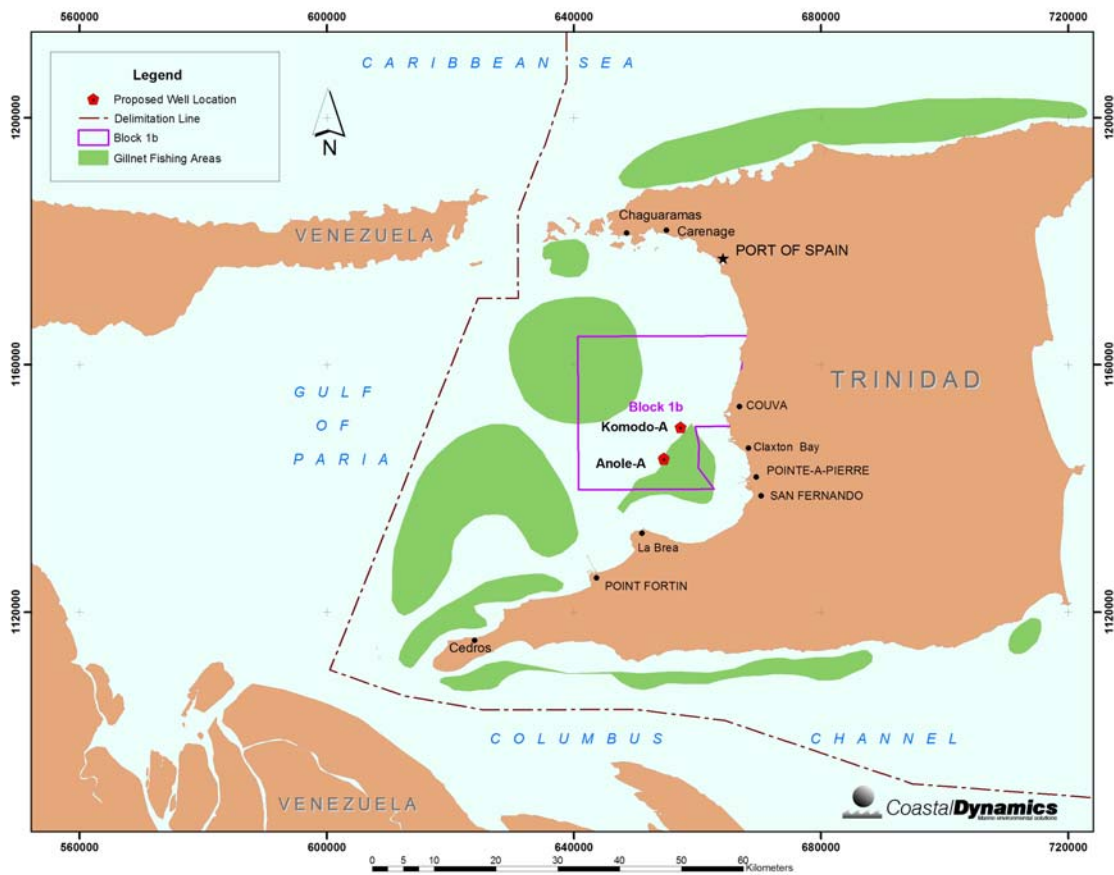 560000 600000 640000 680000 720000
CARIBBEAN SEA
Legend
Proposed Well Location
Delimitation Line
Block 1b
Gillnet Fishing Areas
N
1200000
1200000
Chaguaramas
Carenage
VENEZUELA
PORT OF SPAIN
1160000
1160000
TRINIDAD
GULF
OF
PARIA
Block 1b
COUVA
Komodo-A
Claxton Bay
Anole-A
POINTE-A-PIERRE
SAN FERNANDO
La Brea
POINT FORTIN
1120000
1120000
Cedros
COLUMBUS CHANNEL
VENEZUELA
CoastalDynamics
Marine environmental solutions
560000 600000 640000 680000 720000
0 5 10 20 30 40 50 60
Kilometers